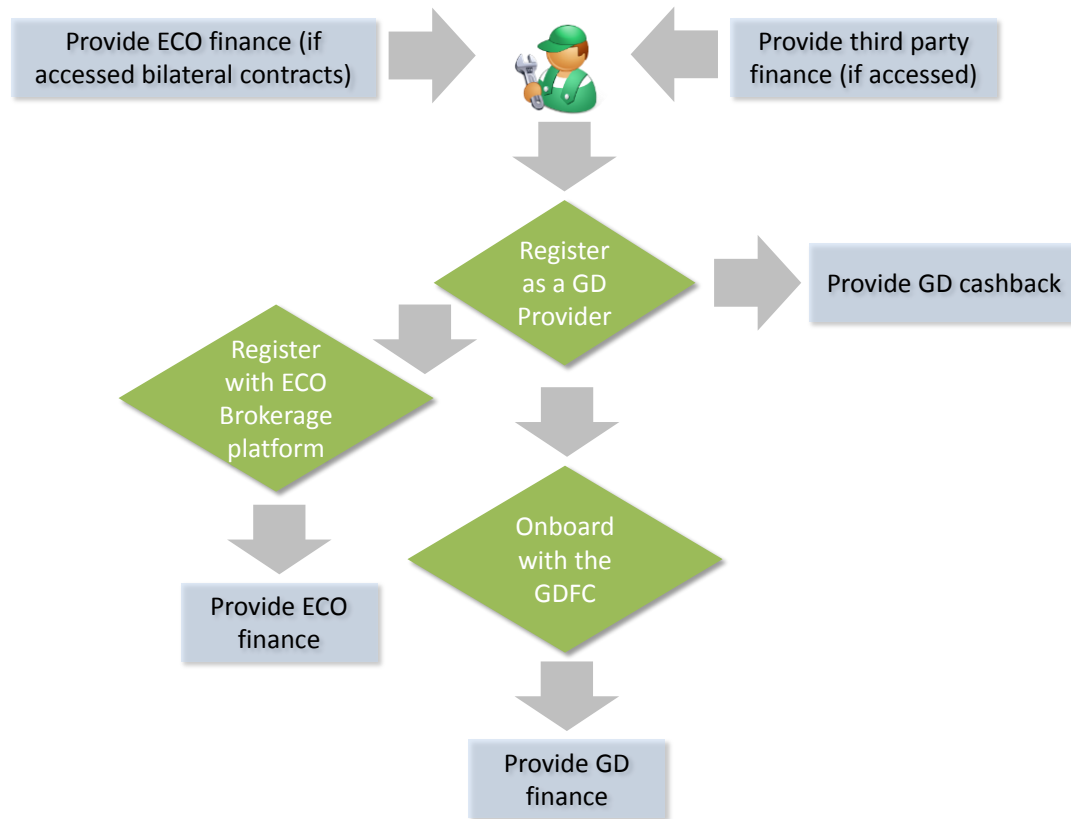 Provide ECO finance (if
accessed bilateral contracts)
Provide third party
finance (if accessed)
Register
as a GD
Provider
Provide GD cashback
Register
with ECO
Brokerage
platform
Onboard
with the
GDFC
Provide ECO
finance
Provide GD
finance